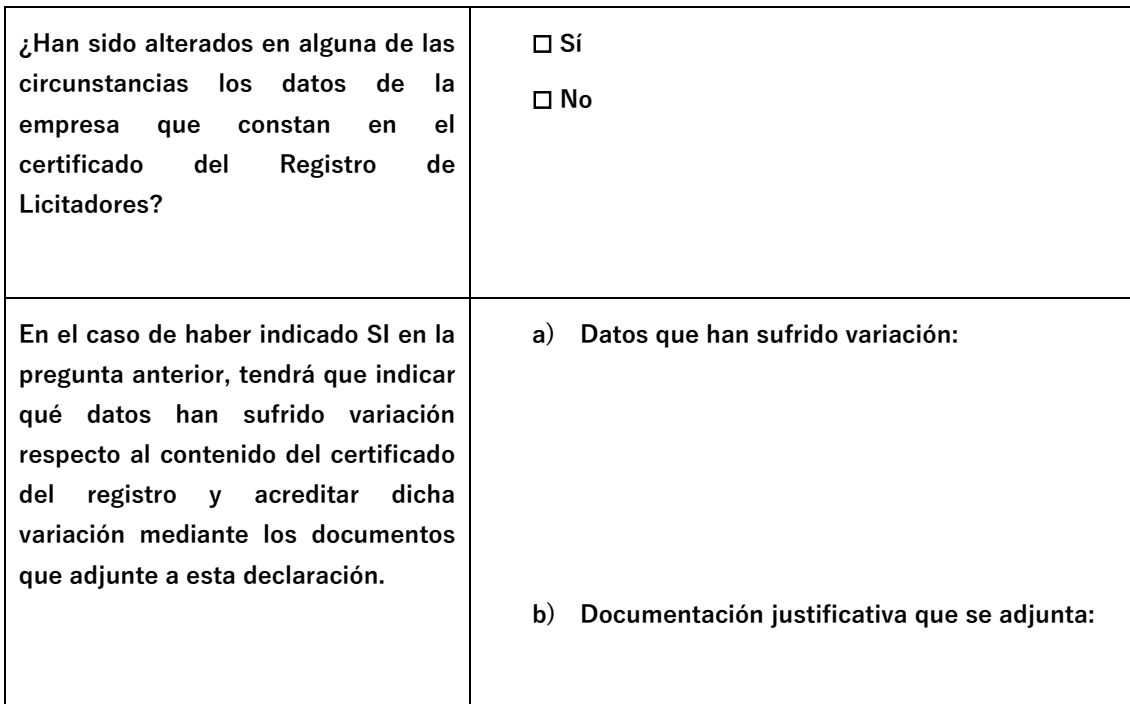 ¿Han sido alterados en alguna de las
circunstancias los datos de la
empresa que constan en el
certificado del Registro de
Licitadores?
☐ Sí
☐ No
En el caso de haber indicado SI en la
pregunta anterior, tendrá que indicar
qué datos han sufrido variación
respecto al contenido del certificado
del registro y acreditar dicha
variación mediante los documentos
que adjunte a esta declaración.
a) Datos que han sufrido variación:
b) Documentación justificativa que se adjunta: